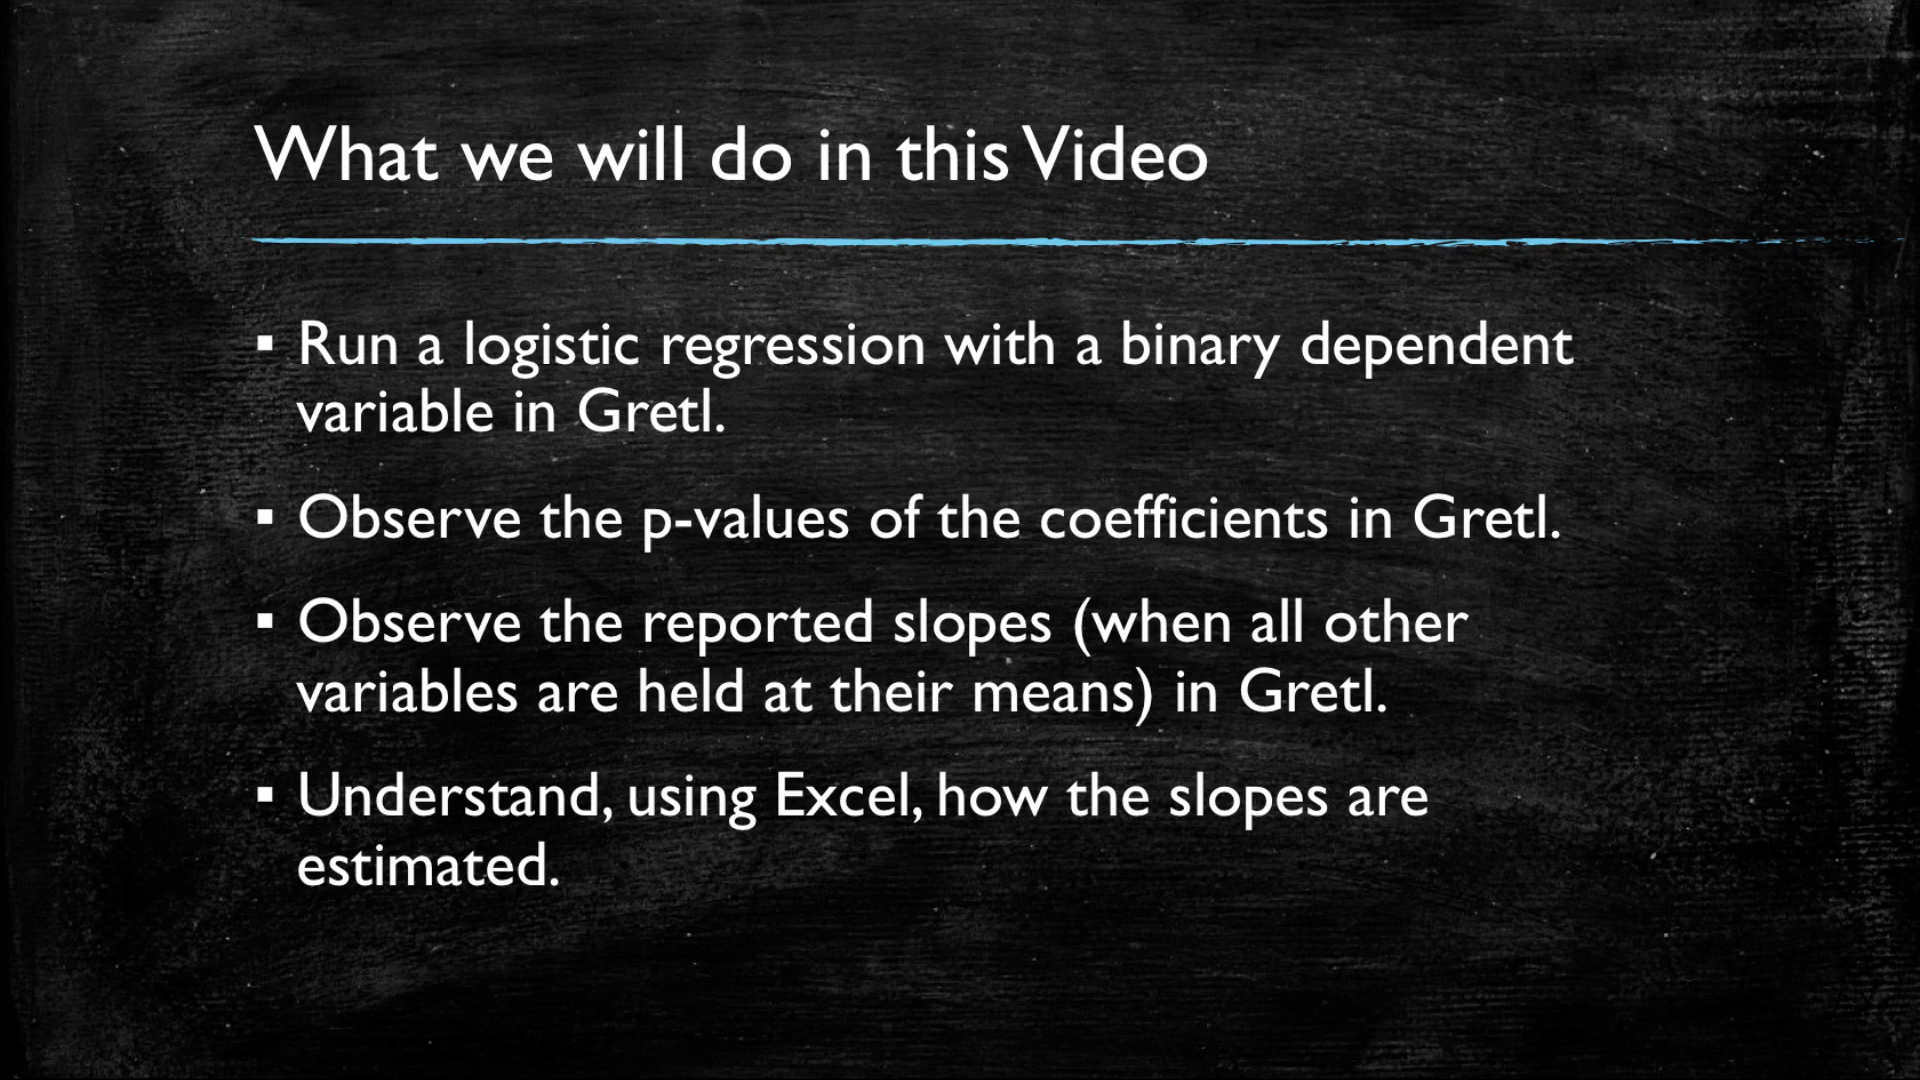 What we will do in this Video
▪ Run a logistic regression with a binary dependent
variable in Gretl.
▪ Observe the p-values of the coefficients in Gretl.
▪ Observe the reported slopes (when all other
variables are held at their means) in Gretl.
▪ Understand, using Excel, how the slopes are
estimated.